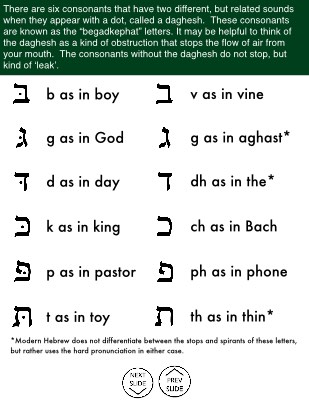 There are six consonants that have two different, but related sounds
when they appear with a dot, called a daghesh.  These consonants
are known as the "begadkephat" letters. It may be helpful to think of
the daghesh as a kind of obstruction that stops the flow of air from
your mouth.  The consonants without the daghesh do not stop, but
kind of 'leak'.
בּ b as in boy ב v as in vine
גּ g as in God ג g as in aghast*
דּ d as in day ד dh as in the*
כּ k as in king כ ch as in Bach
פּ p as in pastor פ ph as in phone
תּ t as in toy ת th as in thin*
*Modern Hebrew does not differentiate between the stops and spirants of these letters,
but rather uses the hard pronunciation in either case.
NEXT SLIDE PREV SLIDE